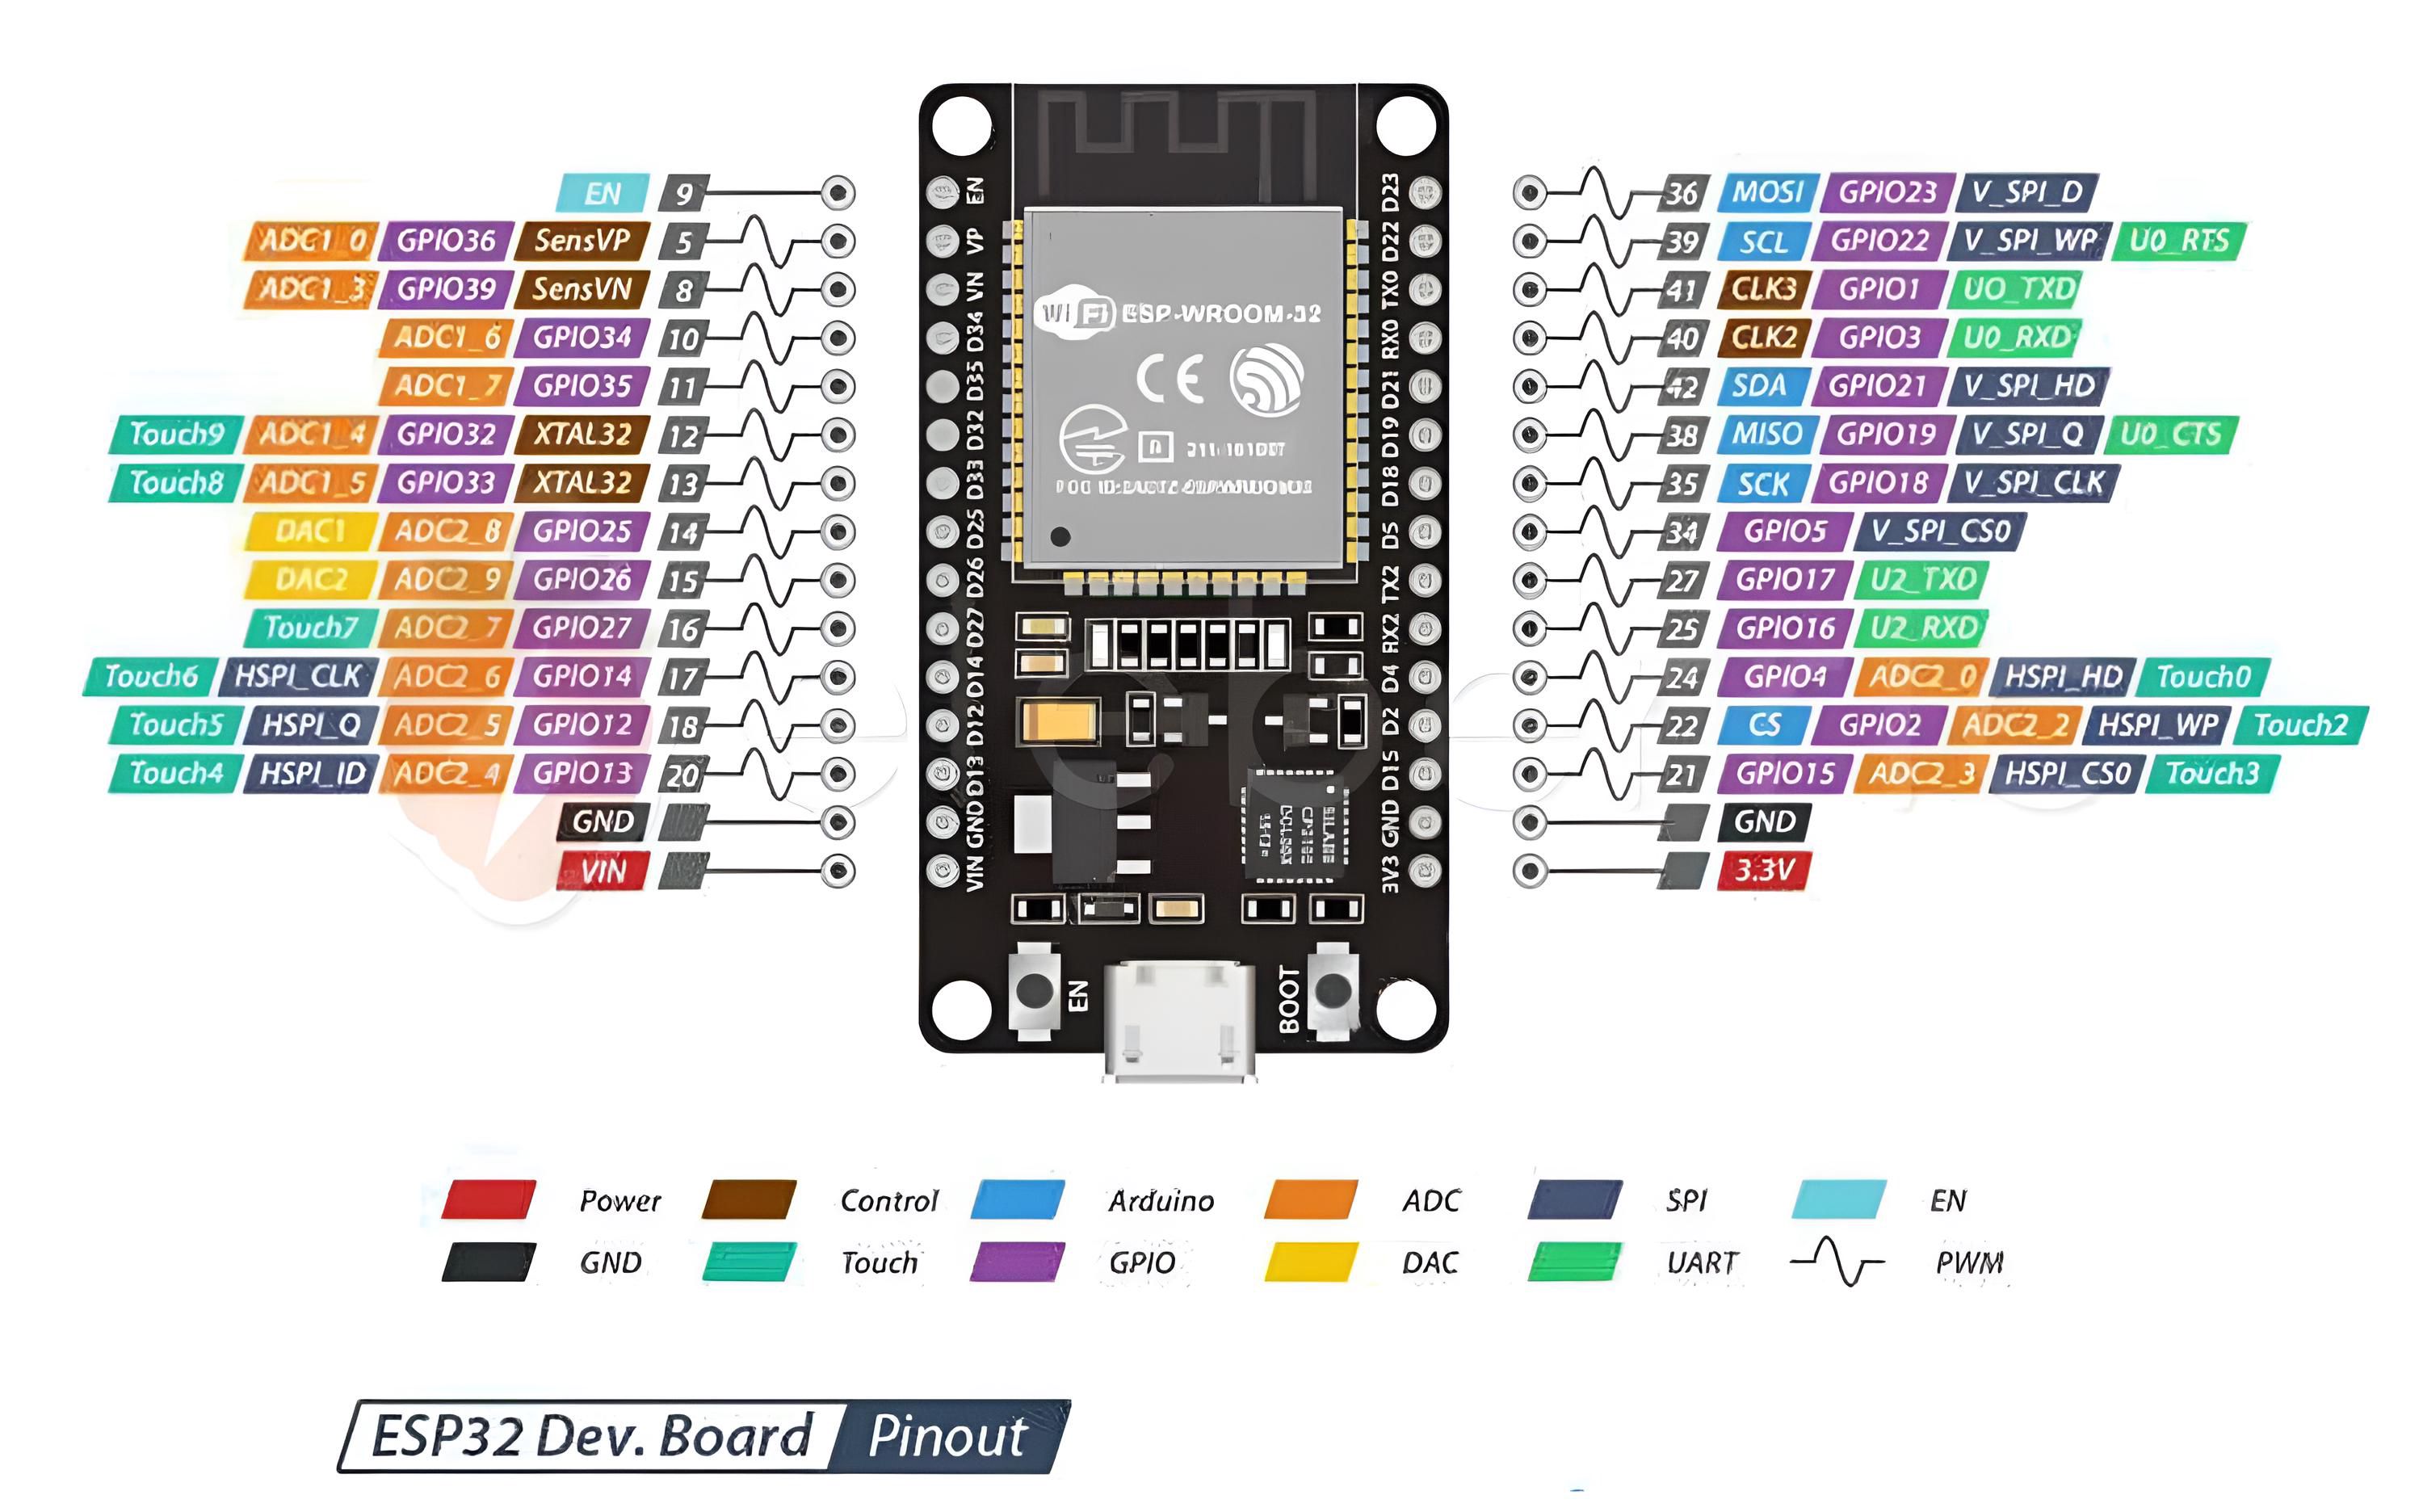 EN 9
ADC1_0 GPIO36 SensVP 5
ADC1_3 GPIO39 SensVN 8
ADC1_6 GPIO34 10
ADC1_7 GPIO35 11
Touch9 ADC1_4 GPIO32 XTAL32 12
Touch8 ADC1_5 GPIO33 XTAL32 13
DAC1 ADC2_8 GPIO25 14
DAC2 ADC2_9 GPIO26 15
Touch7 ADC2_7 GPIO27 16
Touch6 HSPI_CLK ADC2_6 GPIO14 17
Touch5 HSPI_Q ADC2_5 GPIO12 18
Touch4 HSPI_ID ADC2_4 GPIO13 20
GND
VIN
EN
VP
VN
D34
D35
D32
D33
D25
D26
D27
D14
D12
D13
GND
VIN
WiFi ESP-WROOM-32
CE
R
EN
BOOT
D23
D22
TX0
RX0
D21
D19
D18
D5
TX2
RX2
D4
D2
D15
GND
3V3
36 MOSI GPIO23 V_SPI_D
39 SCL GPIO22 V_SPI_WP U0_RTS
41 CLK3 GPIO1 U0_TXD
40 CLK2 GPIO3 U0_RXD
42 SDA GPIO21 V_SPI_HD
38 MISO GPIO19 V_SPI_Q U0_CTS
35 SCK GPIO18 V_SPI_CLK
34 GPIO5 V_SPI_CS0
27 GPIO17 U2_TXD
25 GPIO16 U2_RXD
24 GPIO4 ADC2_0 HSPI_HD Touch0
22 CS GPIO2 ADC2_2 HSPI_WP Touch2
21 GPIO15 ADC2_3 HSPI_CS0 Touch3
GND
3.3V
Power Control Arduino ADC SPI EN
GND Touch GPIO DAC UART PWM
ESP32 Dev. Board Pinout